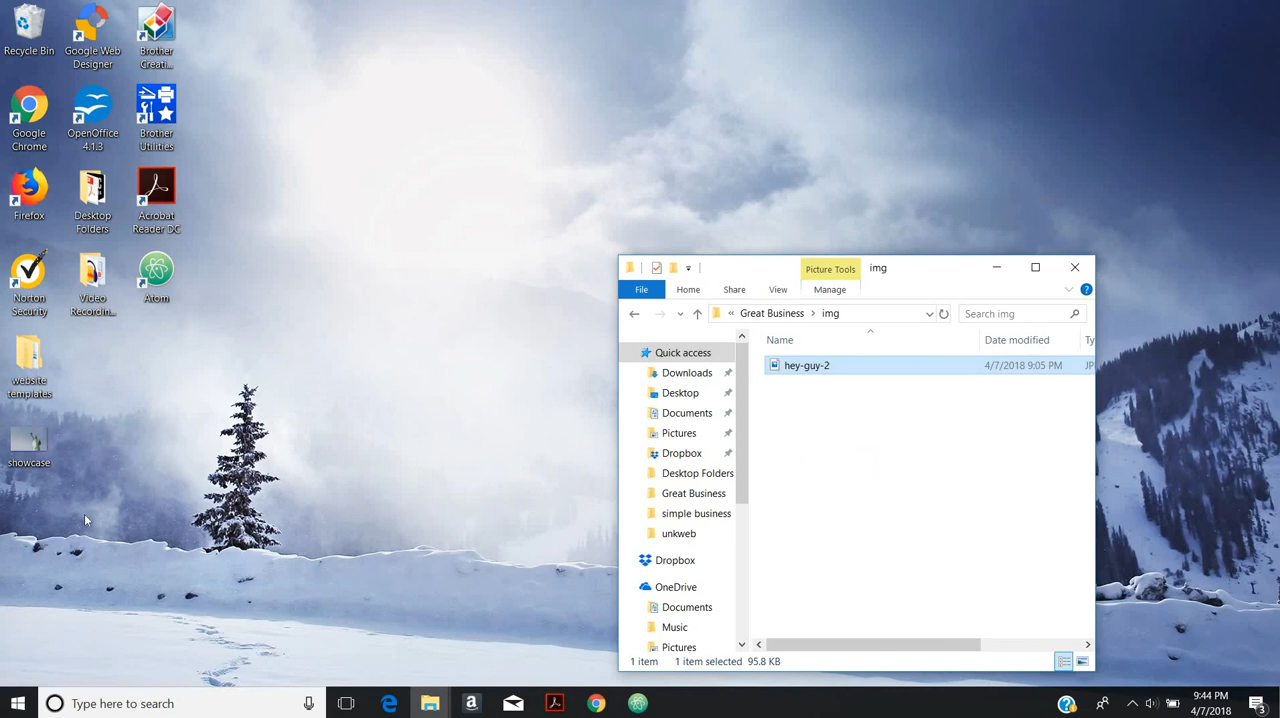 Recycle Bin
Google Web
Designer
Brother
Creati...
Google
Chrome
OpenOffice
4.1.3
Brother
Utilities
Firefox
Desktop
Folders
Acrobat
Reader DC
Norton
Security
Video
Recordin...
Atom
website
templates
showcase
Picture Tools
img
File
Home
Share
View
Manage
« Great Business > img
Search img
Name
Date modified
Ty
Quick access
hey-guy-2
4/7/2018 9:05 PM
JP
Downloads
Desktop
Documents
Pictures
Dropbox
Desktop Folders
Great Business
simple business
unkweb
Dropbox
OneDrive
Documents
Music
Pictures
1 item
1 item selected 95.8 KB
Type here to search
9:44 PM
4/7/2018
3